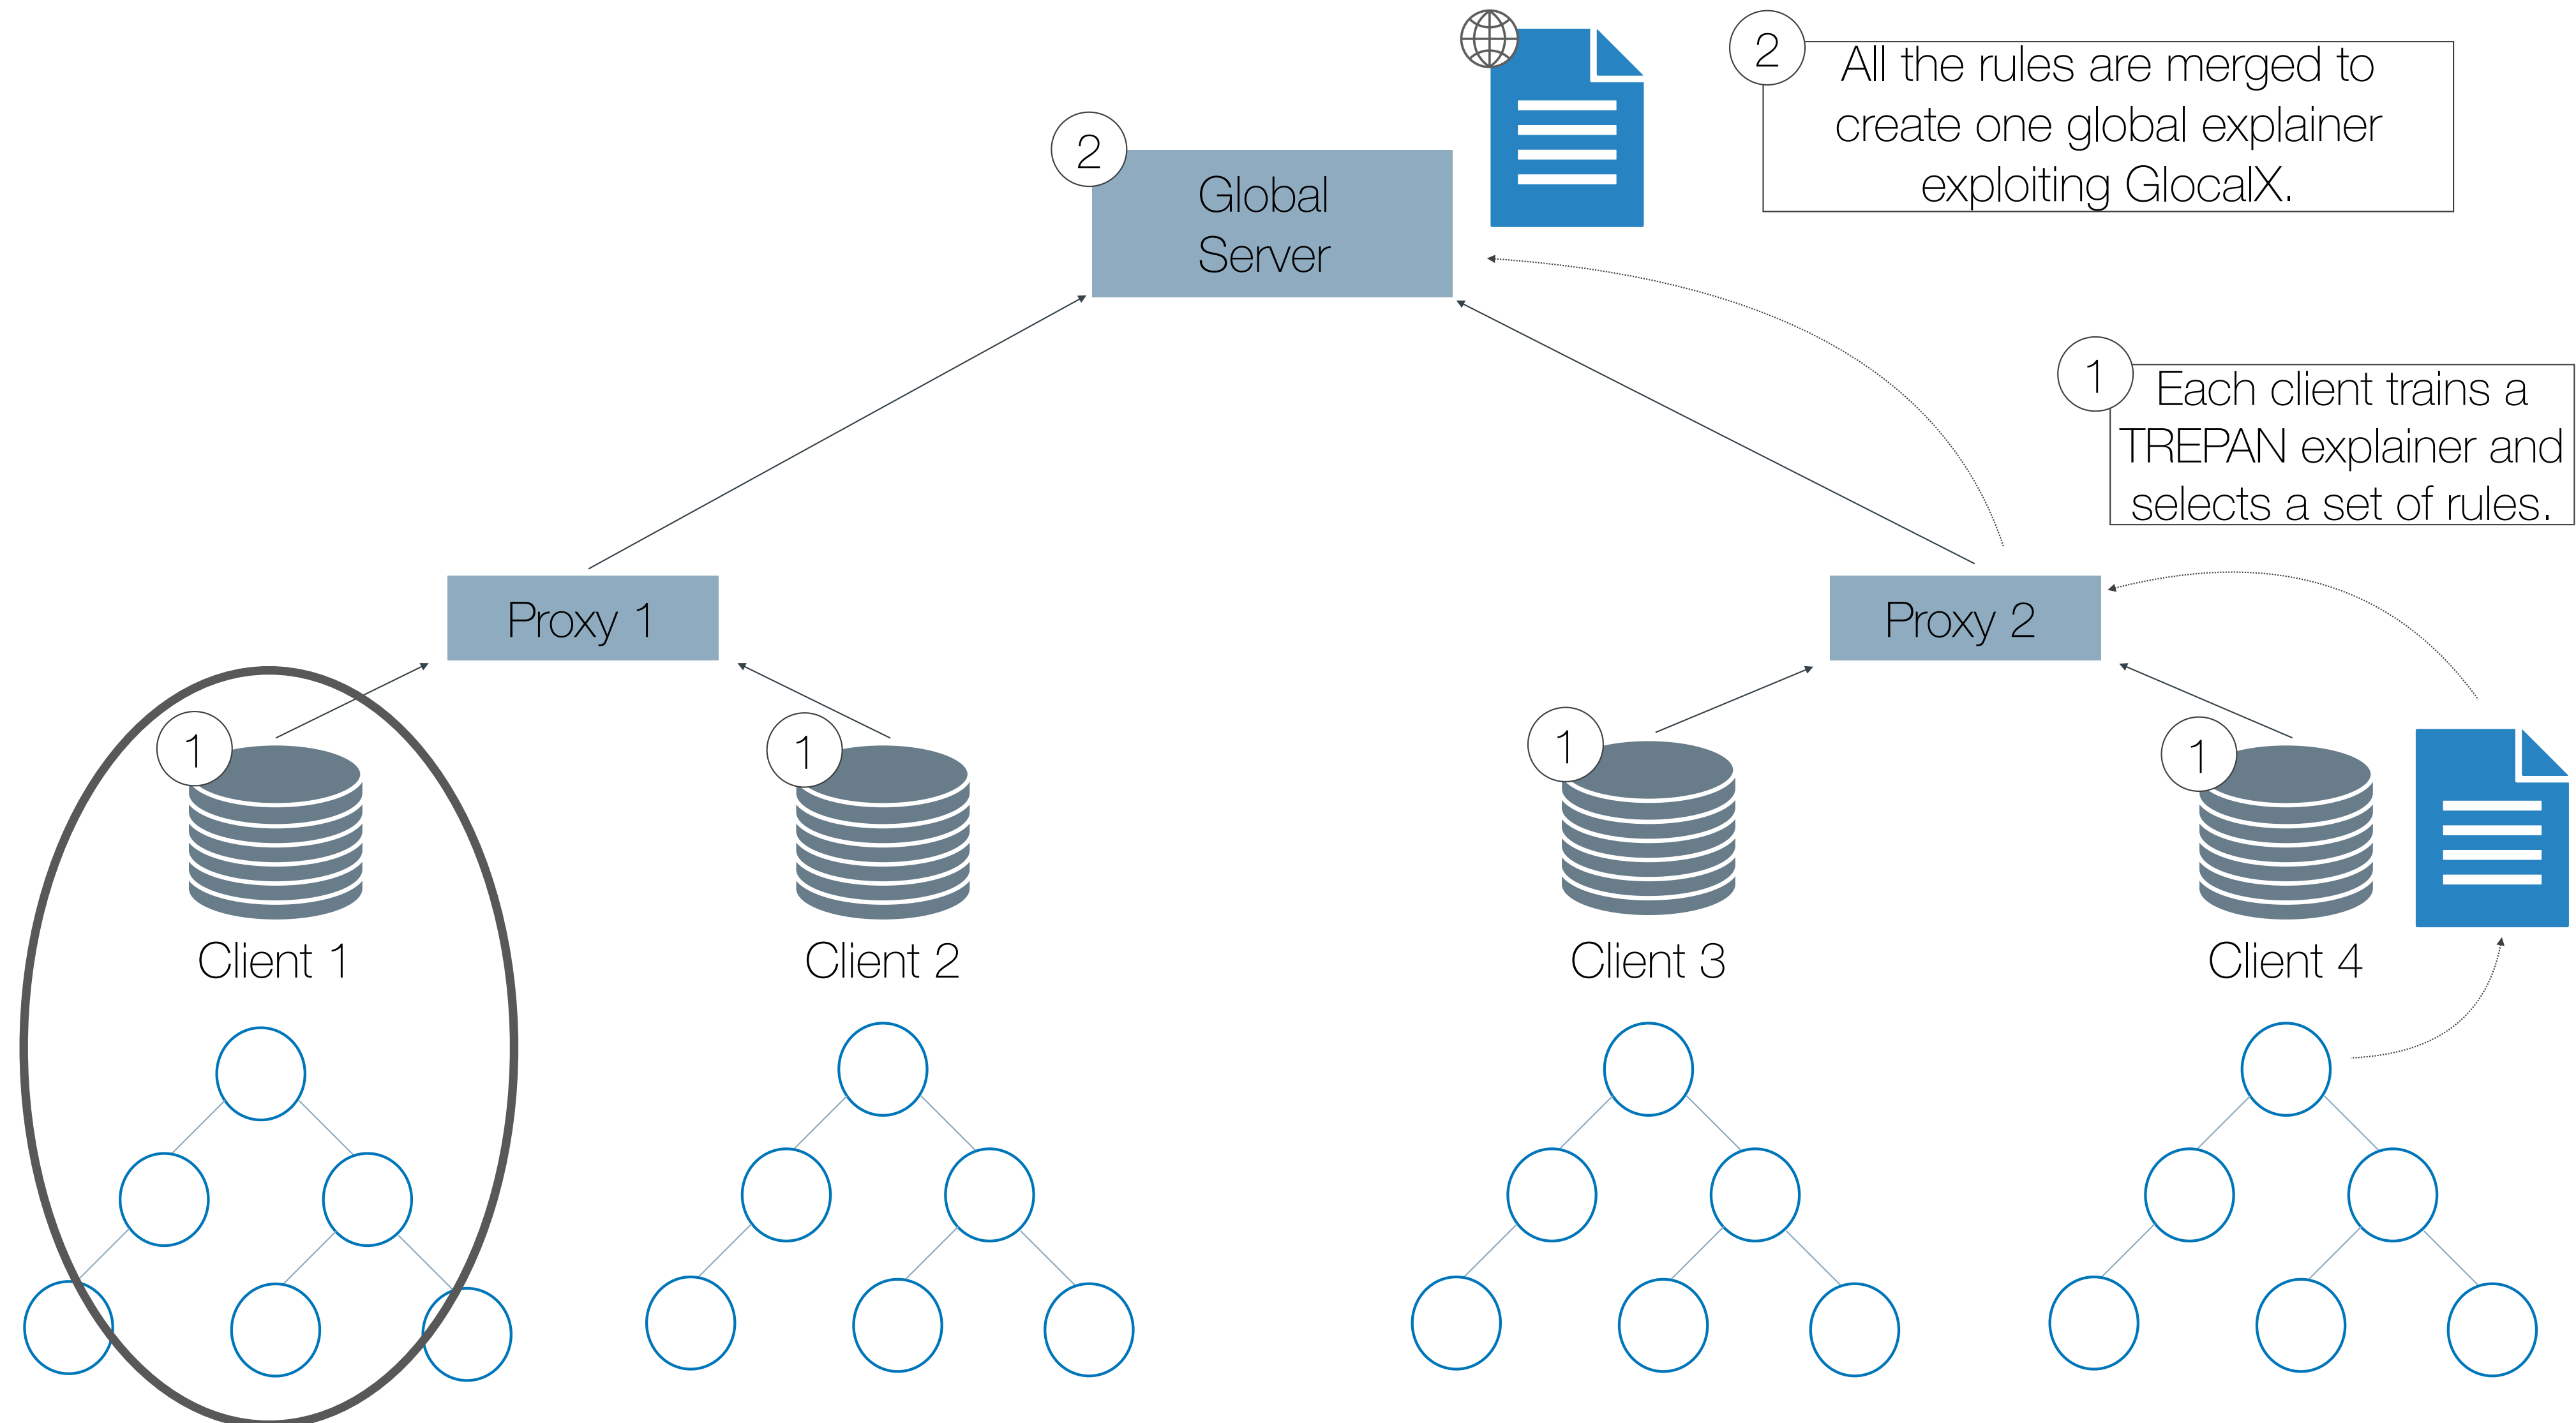 2
All the rules are merged to
create one global explainer
exploiting GlocalX.
2
Global
Server
1
Each client trains a
TREPAN explainer and
selects a set of rules.
Proxy 1
Proxy 2
1
1
1
1
Client 1
Client 2
Client 3
Client 4